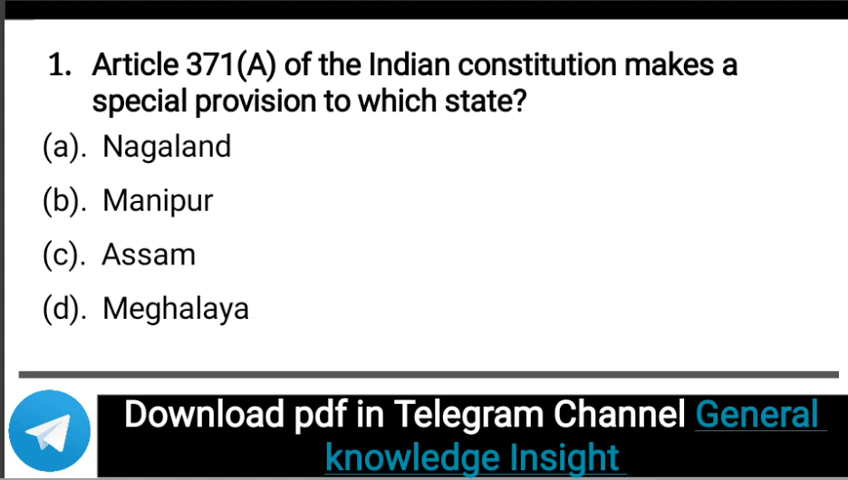 1. Article 371(A) of the Indian constitution makes a
special provision to which state?
(a). Nagaland
(b). Manipur
(c). Assam
(d). Meghalaya
Download pdf in Telegram Channel General
knowledge Insight